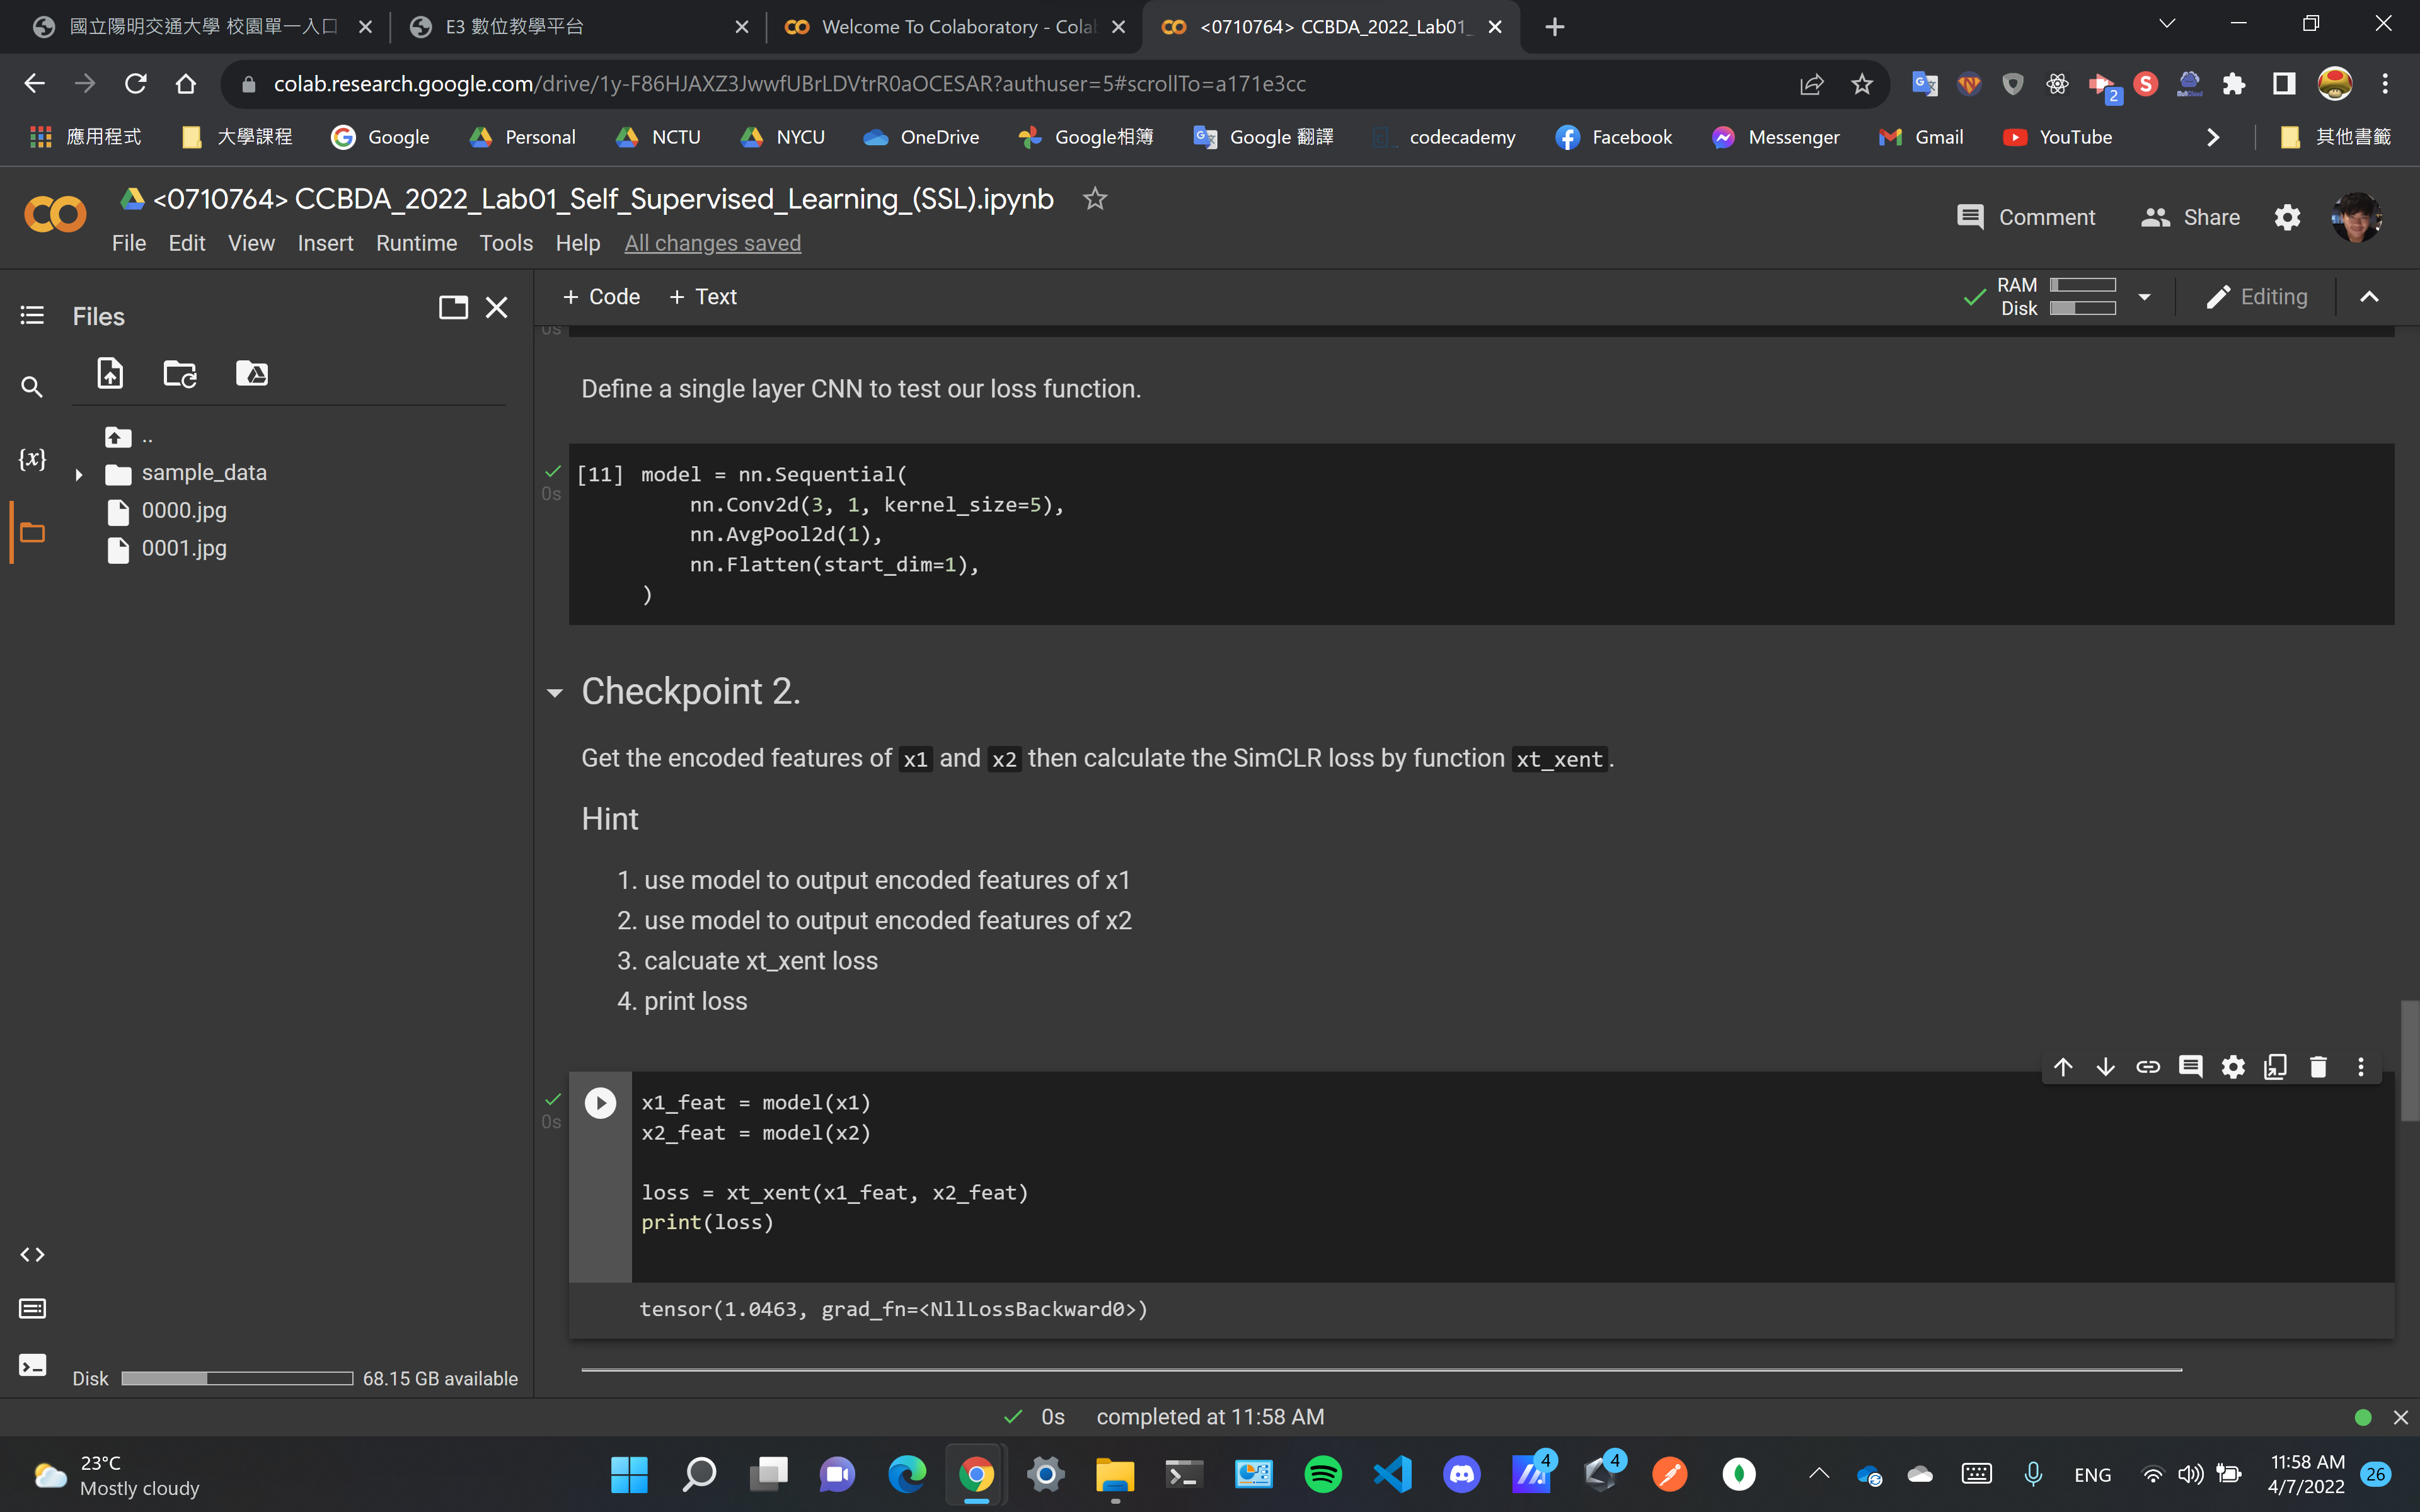 國立陽明交通大學 校園單一入口
E3 數位教學平台
Welcome To Colaboratory - Colab
<0710764> CCBDA_2022_Lab01_
colab.research.google.com/drive/1y-F86HJAXZ3JwwfUBrLDVtrR0aOCESAR?authuser=5#scrollTo=a171e3cc
2
應用程式
大學課程
Google
Personal
NCTU
NYCU
OneDrive
Google相簿
Google 翻譯
codecademy
Facebook
Messenger
Gmail
YouTube
其他書籤
<0710764> CCBDA_2022_Lab01_Self_Supervised_Learning_(SSL).ipynb
Comment
Share
File Edit View Insert Runtime Tools Help All changes saved
Files
+ Code + Text
RAM
Disk
Editing
..
sample_data
0000.jpg
0001.jpg
{x}
0s
Define a single layer CNN to test our loss function.
0s
[11] model = nn.Sequential(
nn.Conv2d(3, 1, kernel_size=5),
nn.AvgPool2d(1),
nn.Flatten(start_dim=1),
)
Checkpoint 2.
Get the encoded features of x1 and x2 then calculate the SimCLR loss by function xt_xent.
Hint
1. use model to output encoded features of x1
2. use model to output encoded features of x2
3. calcuate xt_xent loss
4. print loss
0s
x1_feat = model(x1)
x2_feat = model(x2)
loss = xt_xent(x1_feat, x2_feat)
print(loss)
tensor(1.0463, grad_fn=<NllLossBackward0>)
Disk
68.15 GB available
0s completed at 11:58 AM
23°C
Mostly cloudy
4
4
ENG
11:58 AM
4/7/2022
26